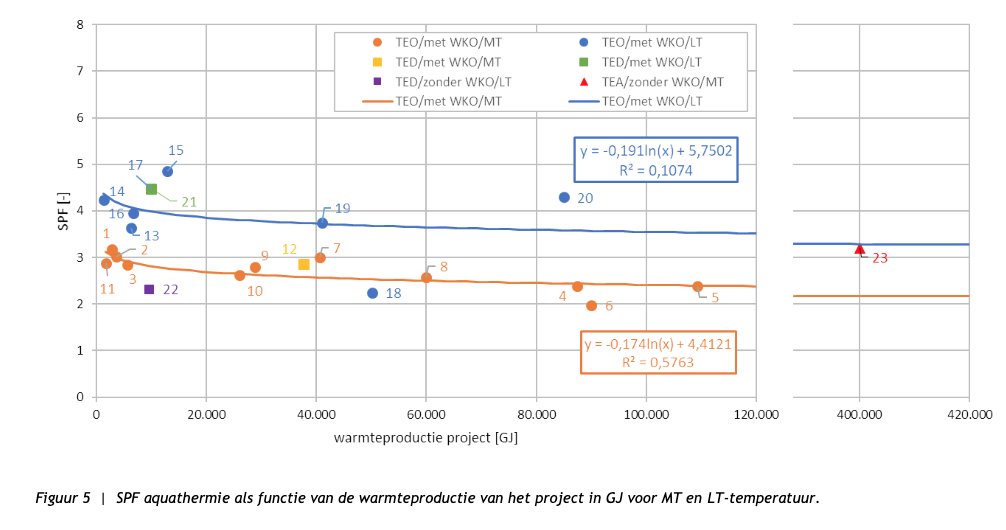 8
7
6
5
4
3
2
1
0
SPF [-]
TEO/met WKO/MT
TEO/met WKO/LT
TED/met WKO/MT
TED/met WKO/LT
TED/zonder WKO/LT
TEA/zonder WKO/MT
TEO/met WKO/MT
TEO/met WKO/LT
y = -0,191ln(x) + 5,7502
R² = 0,1074
15
17
14
21
16
13
19
20
1
2
12
9
7
8
11
3
10
22
18
4
6
5
23
y = -0,174ln(x) + 4,4121
R² = 0,5763
0
20.000
40.000
60.000
80.000
100.000
120.000
400.000
420.000
warmteproductie project [GJ]
Figuur 5 | SPF aquathermie als functie van de warmteproductie van het project in GJ voor MT en LT-temperatuur.